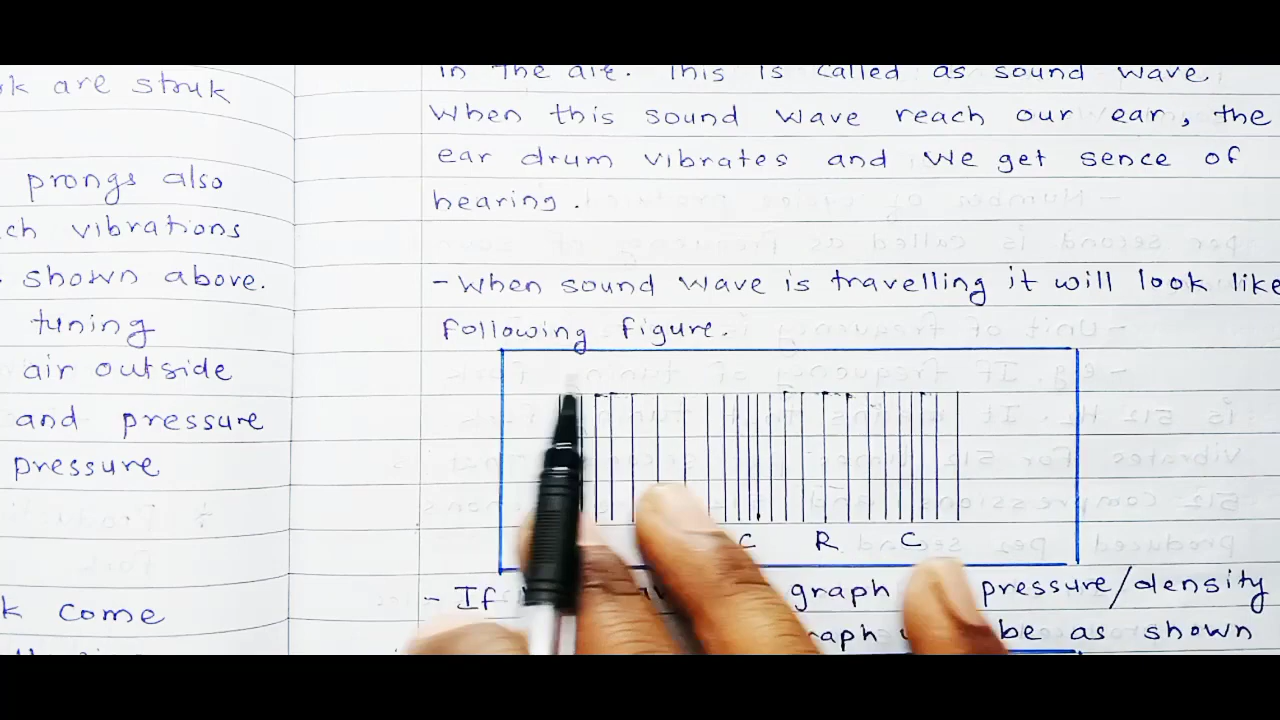 k are struk
prongs also
ch vibrations
shown above.
tuning
air outside
and pressure
pressure
k come
in the air. This is called as sound wave
When this sound wave reach our ear, the
ear drum vibrates and we get sence of
hearing.
- When sound wave is travelling it will look like
following figure.
C R C
- If graph pressure/density
be as shown